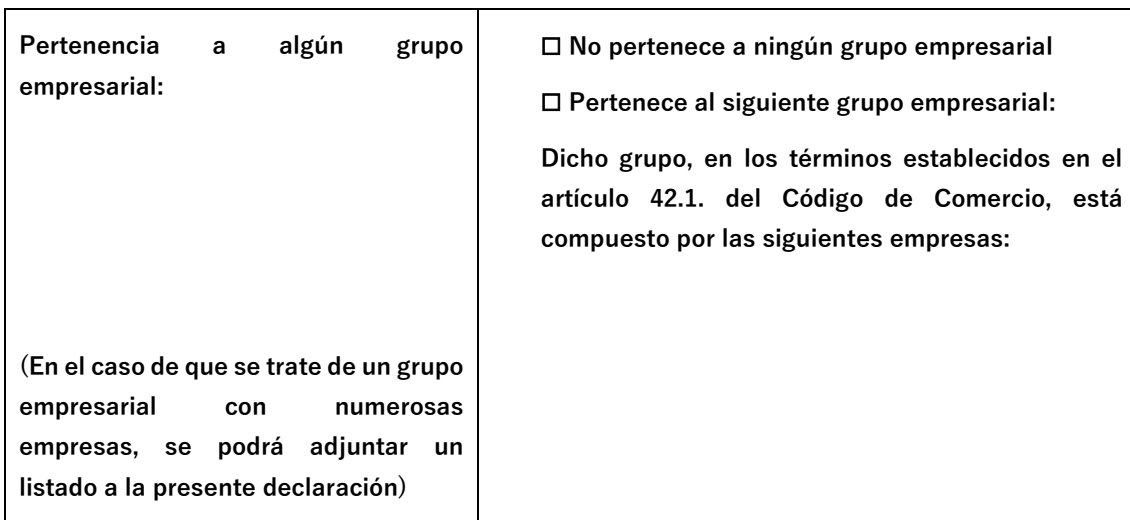 Pertenencia a algún grupo
empresarial:
(En el caso de que se trate de un grupo
empresarial con numerosas
empresas, se podrá adjuntar un
listado a la presente declaración)
☐ No pertenece a ningún grupo empresarial
☐ Pertenece al siguiente grupo empresarial:
Dicho grupo, en los términos establecidos en el
artículo 42.1. del Código de Comercio, está
compuesto por las siguientes empresas: